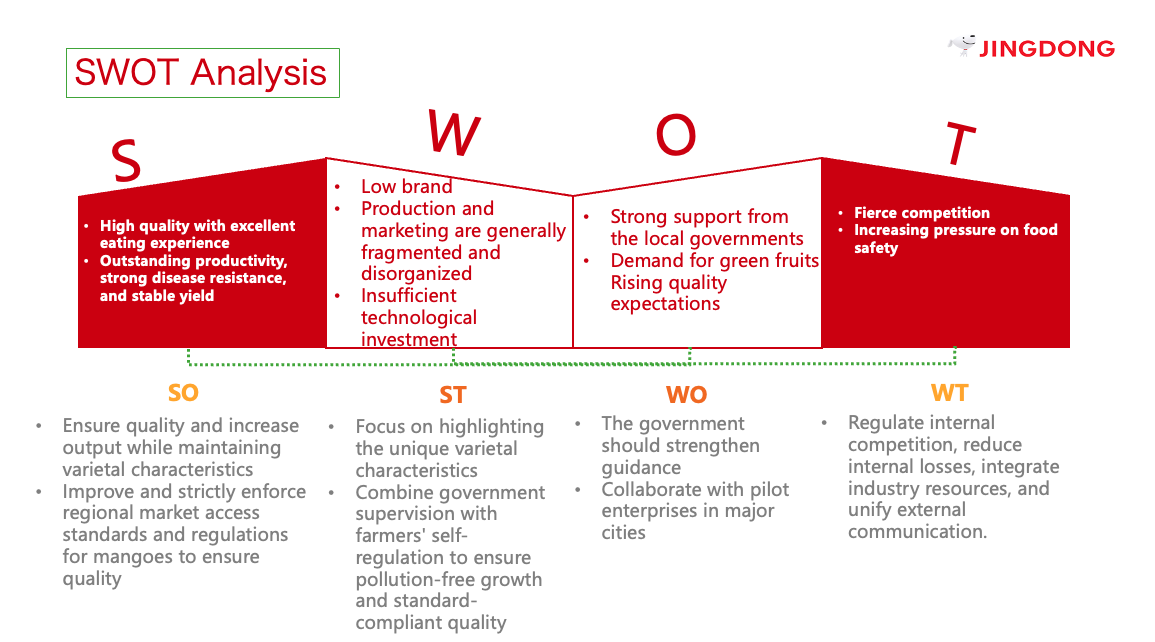 JINGDONG
SWOT Analysis
S
W
O
T
• High quality with excellent
eating experience
• Outstanding productivity,
strong disease resistance,
and stable yield
• Low brand
• Production and
marketing are generally
fragmented and
disorganized
• Insufficient
technological
investment
• Strong support from
the local governments
• Demand for green fruits
Rising quality
expectations
• Fierce competition
• Increasing pressure on food
safety
SO
• Ensure quality and increase
output while maintaining
varietal characteristics
• Improve and strictly enforce
regional market access
standards and regulations
for mangoes to ensure
quality
ST
• Focus on highlighting
the unique varietal
characteristics
• Combine government
supervision with
farmers' self-
regulation to ensure
pollution-free growth
and standard-
compliant quality
WO
• The government
should strengthen
guidance
• Collaborate with pilot
enterprises in major
cities
WT
• Regulate internal
competition, reduce
internal losses, integrate
industry resources, and
unify external
communication.